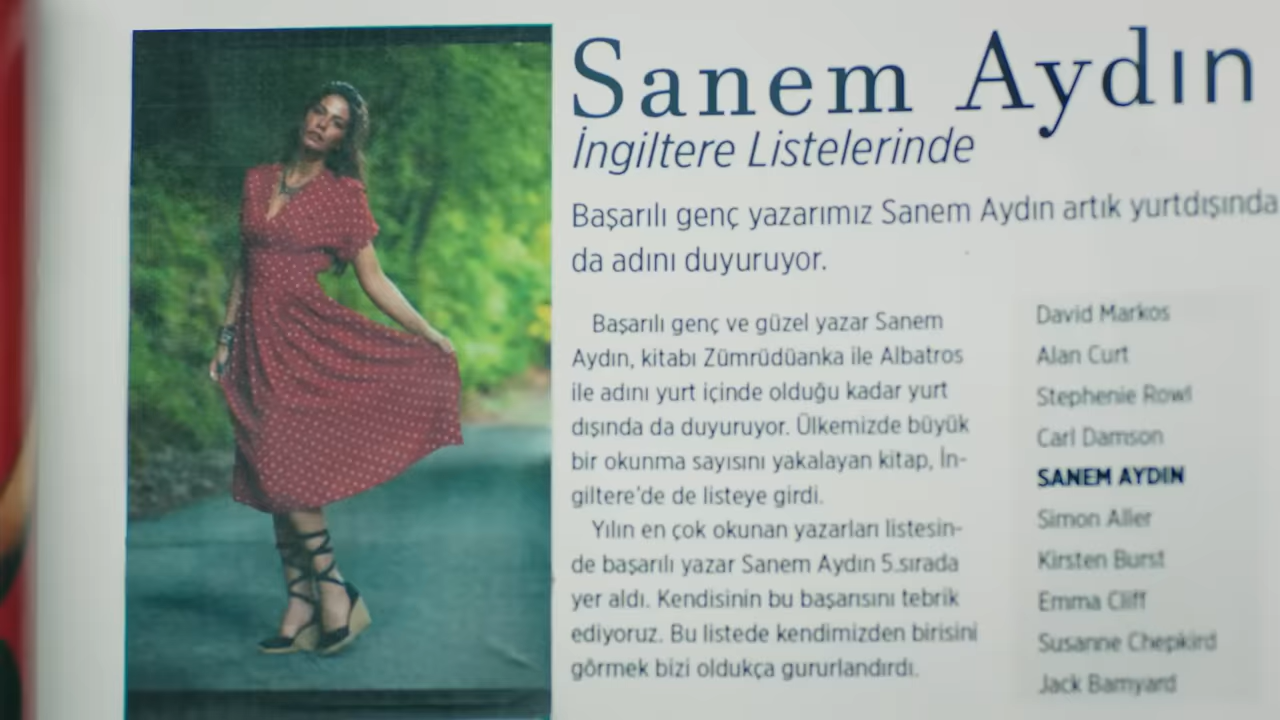 Sanem Aydın
İngiltere Listelerinde
Başarılı genç yazarımız Sanem Aydın artık yurtdışında
da adını duyuruyor.
Başarılı genç ve güzel yazar Sanem
Aydın, kitabı Zümrüdüanka ile Albatros
ile adını yurt içinde olduğu kadar yurt
dışında da duyuruyor. Ülkemizde büyük
bir okunma sayısını yakalayan kitap, İn-
giltere'de de listeye girdi.
Yılın en çok okunan yazarları listesin-
de başarılı yazar Sanem Aydın 5.sırada
yer aldı. Kendisinin bu başarısını tebrik
ediyoruz. Bu listede kendimizden birisini
görmek bizi oldukça gururlandırdı.
David Markos
Alan Curt
Stephenie Rowl
Carl Damson
SANEM AYDIN
Simon Aller
Kirsten Burst
Emma Cliff
Susanne Chepkird
Jack Barnyard